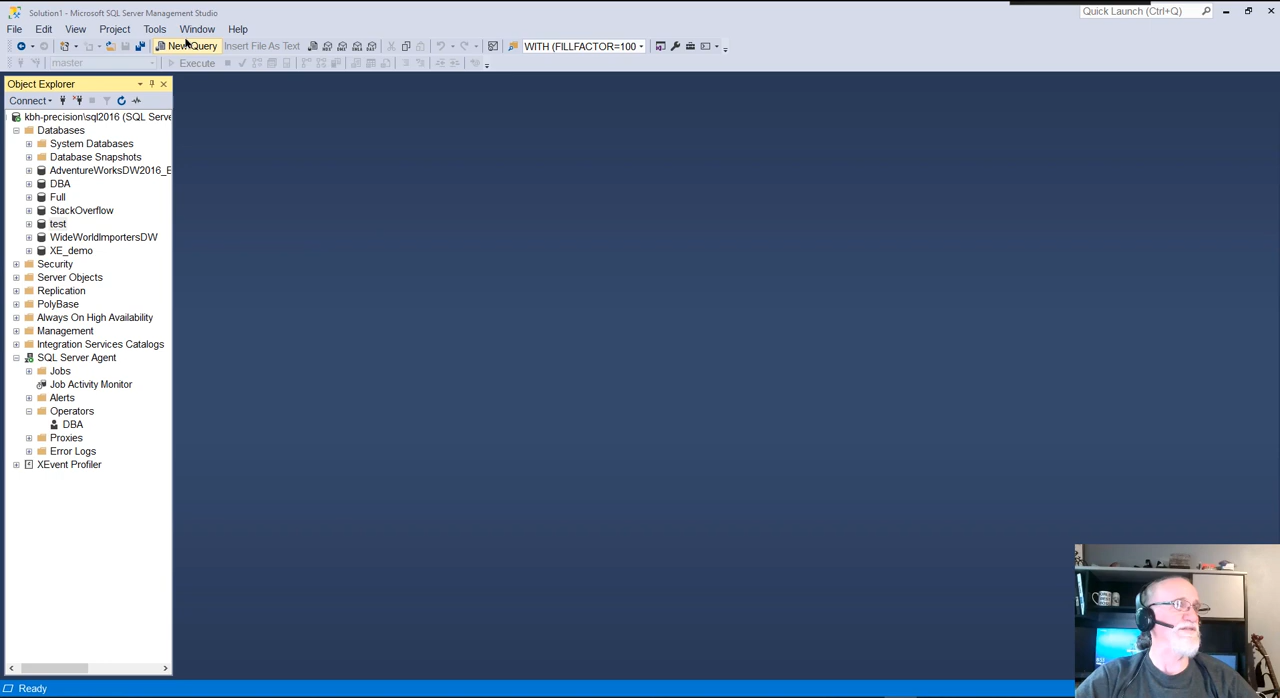 Solution1 - Microsoft SQL Server Management Studio
Quick Launch (Ctrl+Q)
File Edit View Project Tools Window Help
New Query Insert File As Text WITH (FILLFACTOR=100
master Execute
Object Explorer
Connect
kbh-precision\sql2016 (SQL Serve
Databases
System Databases
Database Snapshots
AdventureWorksDW2016_E
DBA
Full
StackOverflow
test
WideWorldImportersDW
XE_demo
Security
Server Objects
Replication
PolyBase
Always On High Availability
Management
Integration Services Catalogs
SQL Server Agent
Jobs
Job Activity Monitor
Alerts
Operators
DBA
Proxies
Error Logs
XEvent Profiler
Ready